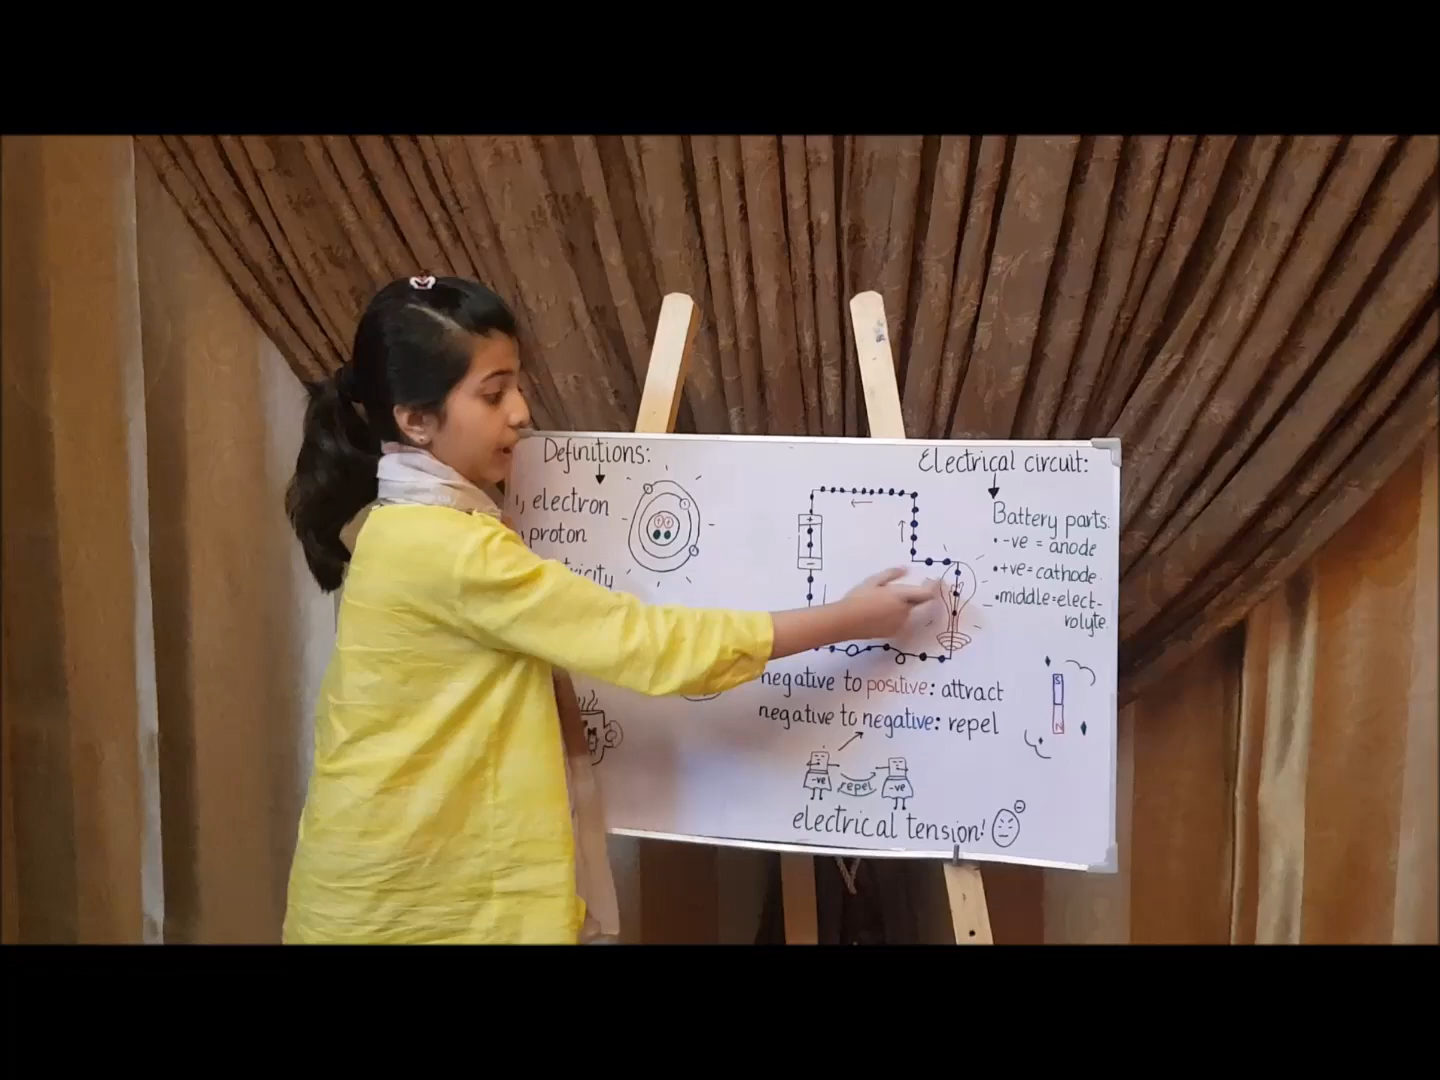 Definitions:
1, electron
proton
Electrical circuit:
+
-
Battery parts:
• -ve = anode
• +ve = cathode.
• middle = elect-
rolyte.
negative to positive: attract
negative to negative: repel
S
N
-ve
repel
-ve
electrical tension!